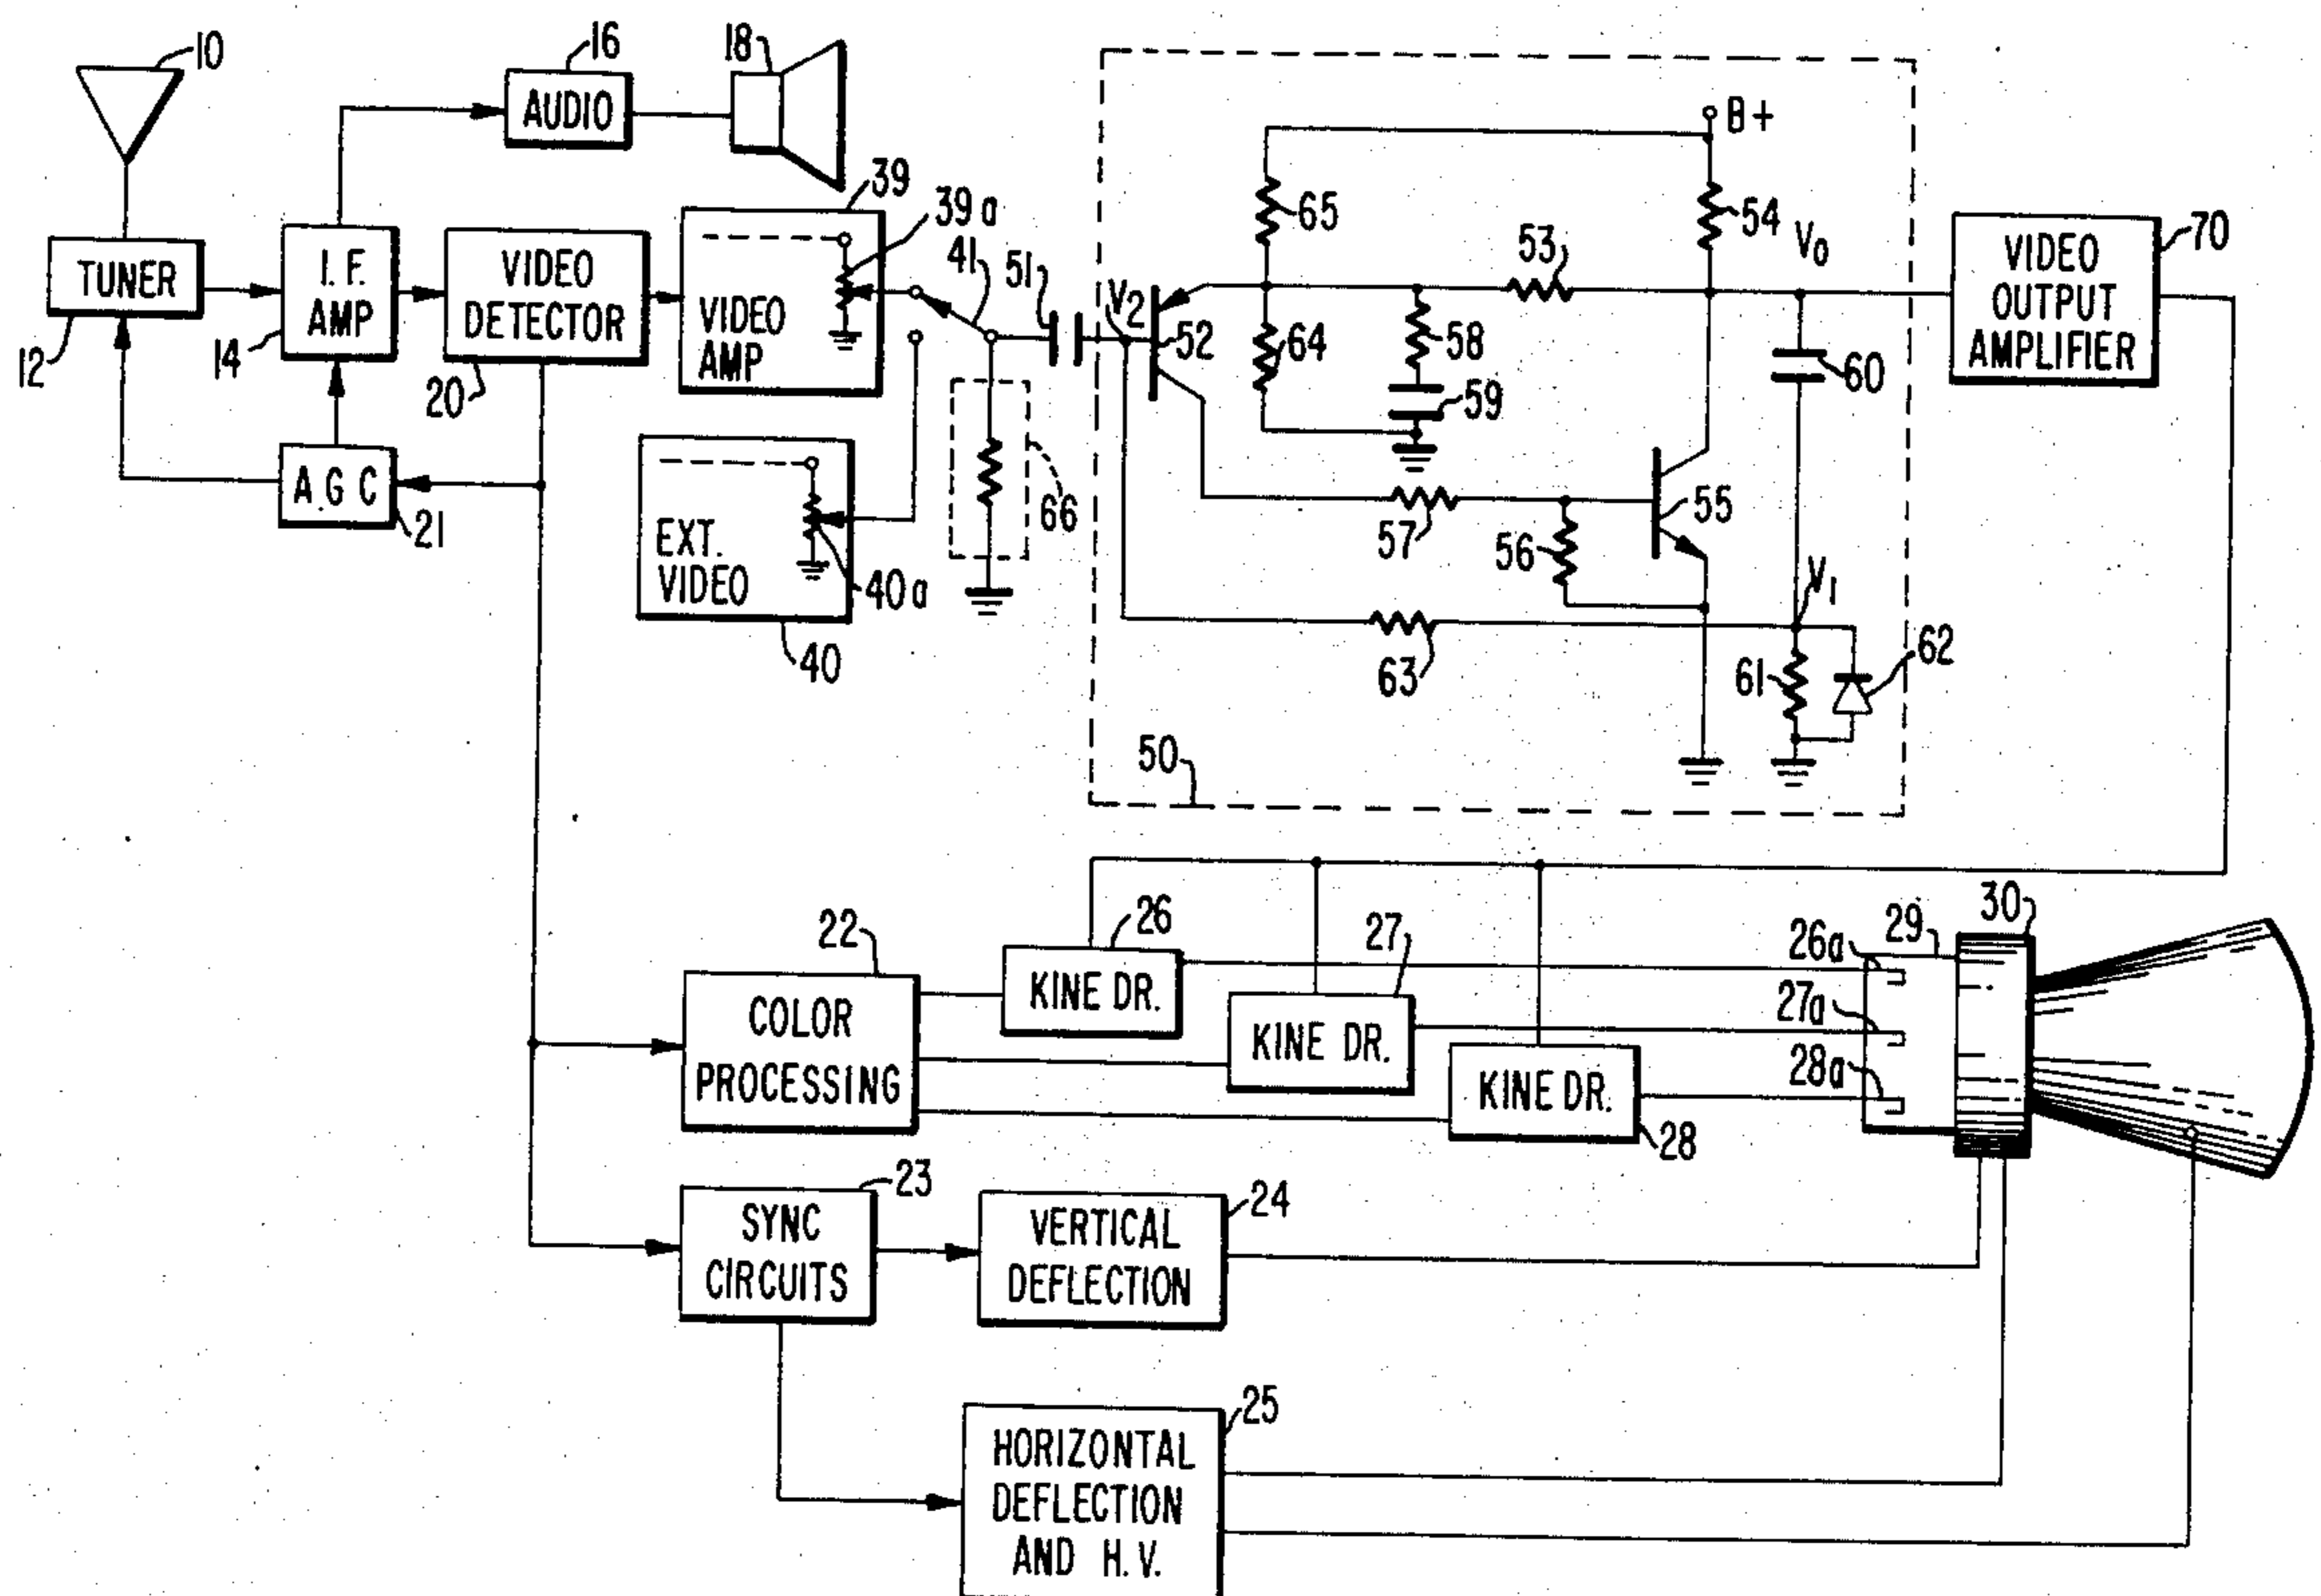 10
TUNER
12
I.F.
AMP
14
AUDIO
16
18
VIDEO
DETECTOR
20
A.G C
21
VIDEO
AMP
39
39a
41
EXT.
VIDEO
40a
40
66
51
V2
52
65
64
58
59
53
B+
54
V0
60
57
56
55
63
V1
61
62
50
VIDEO
OUTPUT
AMPLIFIER
70
22
COLOR
PROCESSING
26
KINE DR.
27
KINE DR.
KINE DR.
28
26a
27a
28a
29
30
23
SYNC
CIRCUITS
24
VERTICAL
DEFLECTION
25
HORIZONTAL
DEFLECTION
AND H.V.